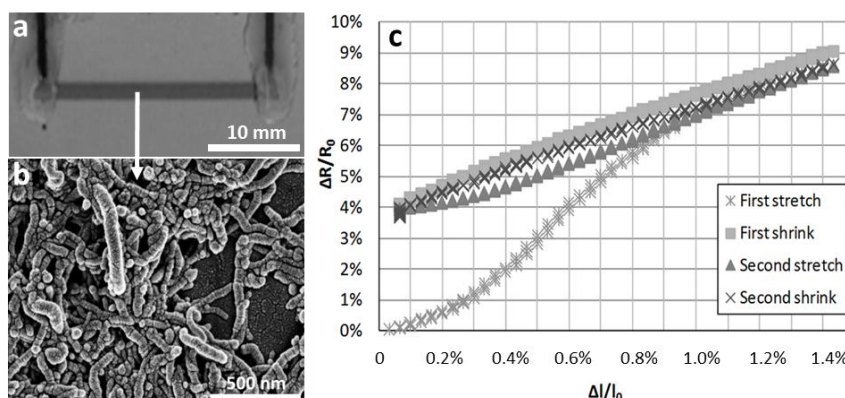 a
10 mm
b
500 nm
c
10%
9%
8%
7%
6%
5%
4%
3%
2%
1%
0%
ΔR/R₀
First stretch
First shrink
Second stretch
Second shrink
0 0.2% 0.4% 0.6% 0.8% 1.0% 1.2% 1.4%
Δl/l₀